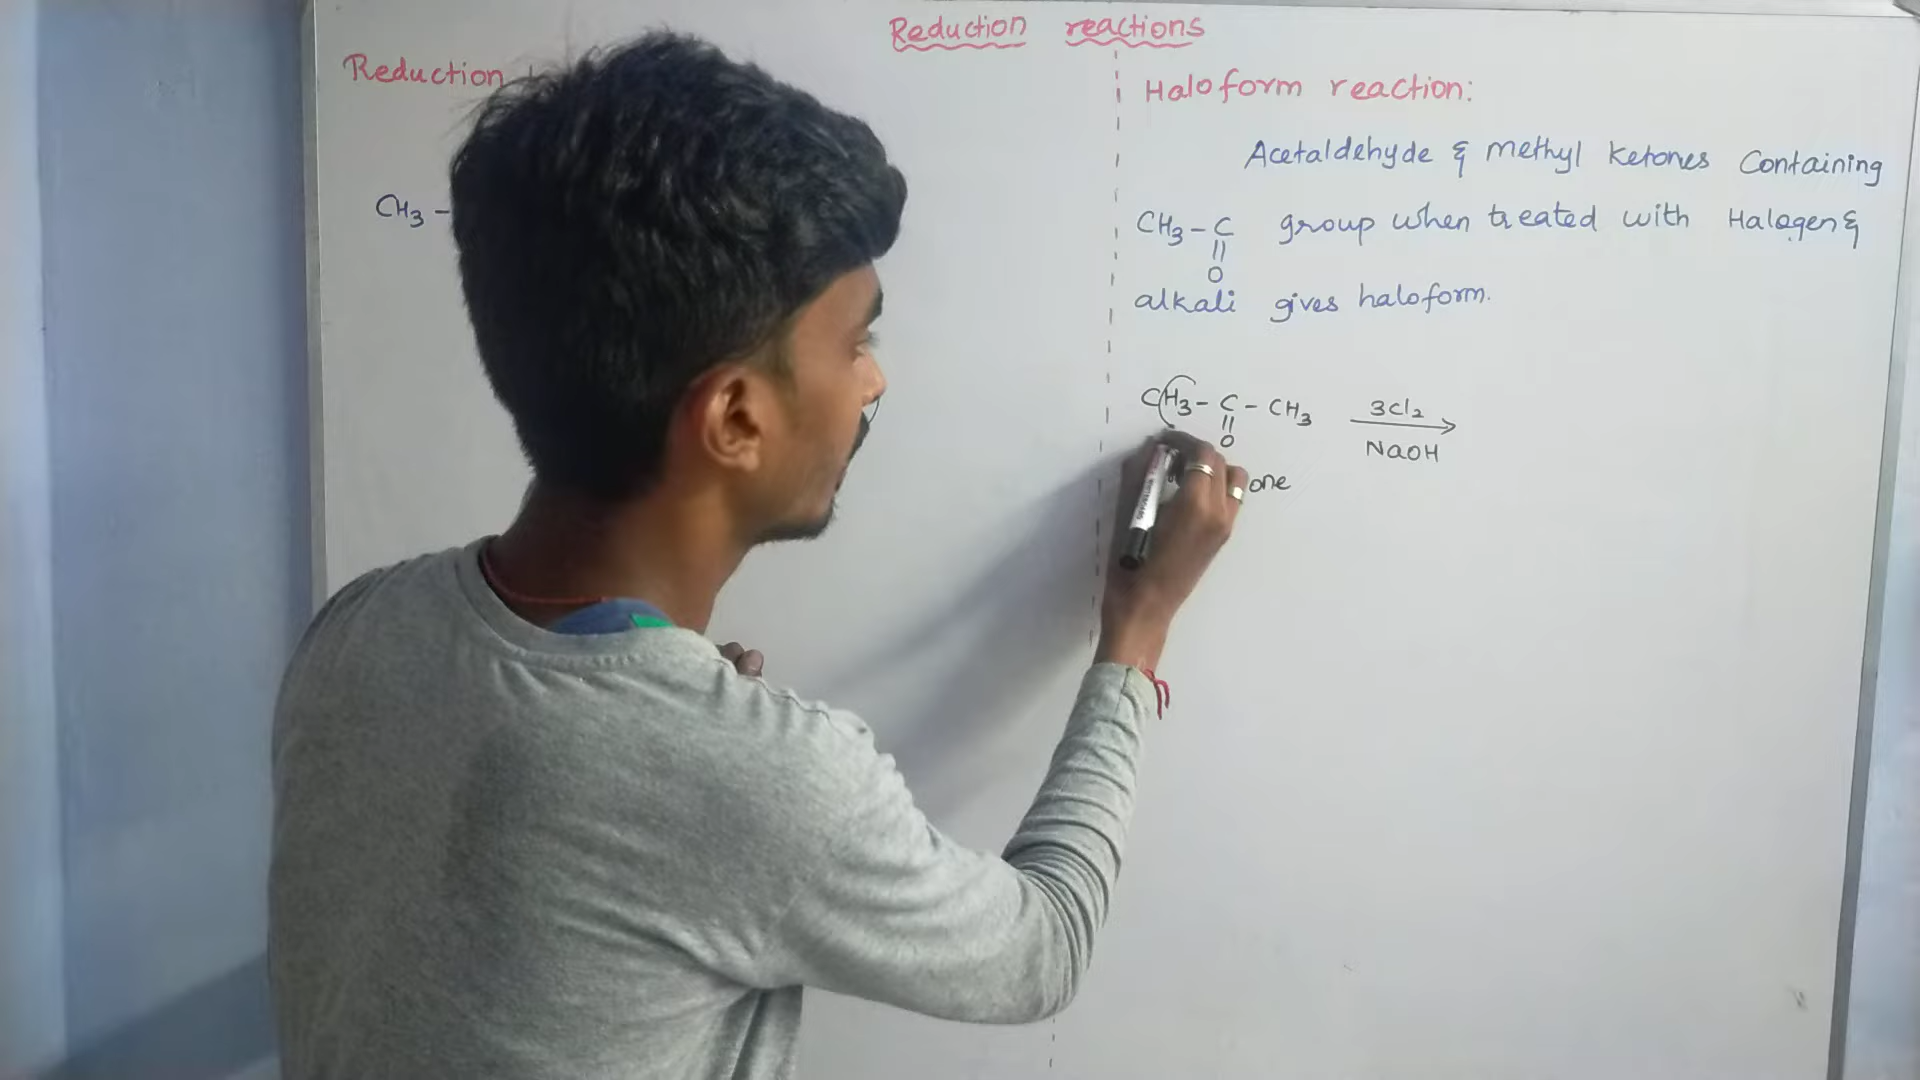 Reduction reactions
Reduction
CH3 -
Haloform reaction:
Acetaldehyde & methyl ketones Containing
CH3 - C group when treated with Halogen &
||
O
alkali gives haloform.
CH3 - C - CH3 3Cl2
|| NaOH
O
one